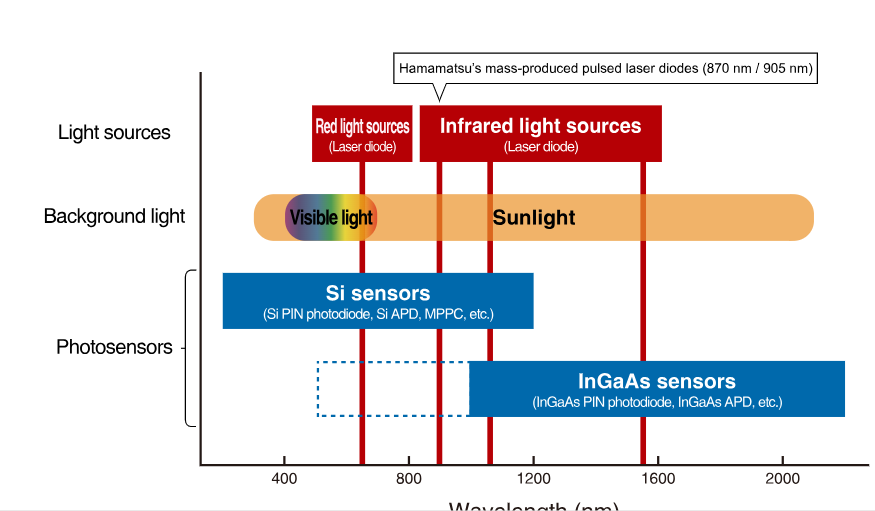 Hamamatsu's mass-produced pulsed laser diodes (870 nm / 905 nm)
Light sources
Red light sources
(Laser diode)
Infrared light sources
(Laser diode)
Background light
Visible light
Sunlight
Photosensors
Si sensors
(Si PIN photodiode, Si APD, MPPC, etc.)
InGaAs sensors
(InGaAs PIN photodiode, InGaAs APD, etc.)
400 800 1200 1600 2000
Wavelength (nm)